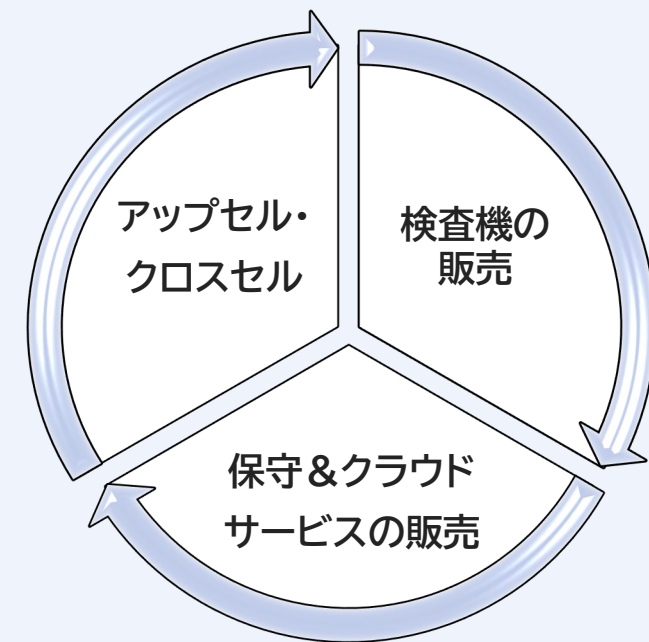 アップセル・
クロスセル
検査機の
販売
保守＆クラウド
サービスの販売